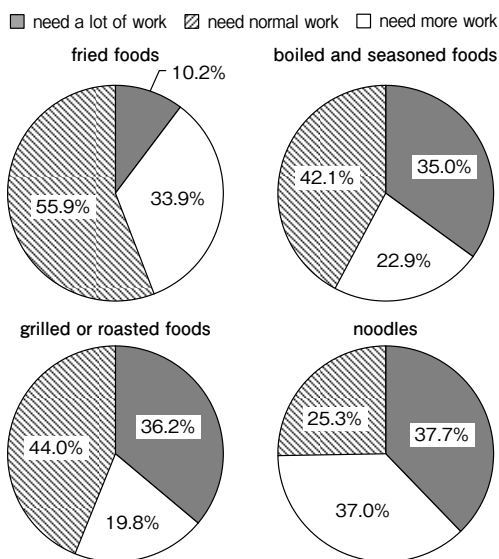 need a lot of work need normal work need more work
fried foods
10.2%
33.9%
55.9%
boiled and seasoned foods
35.0%
42.1%
22.9%
grilled or roasted foods
36.2%
44.0%
19.8%
noodles
25.3%
37.7%
37.0%